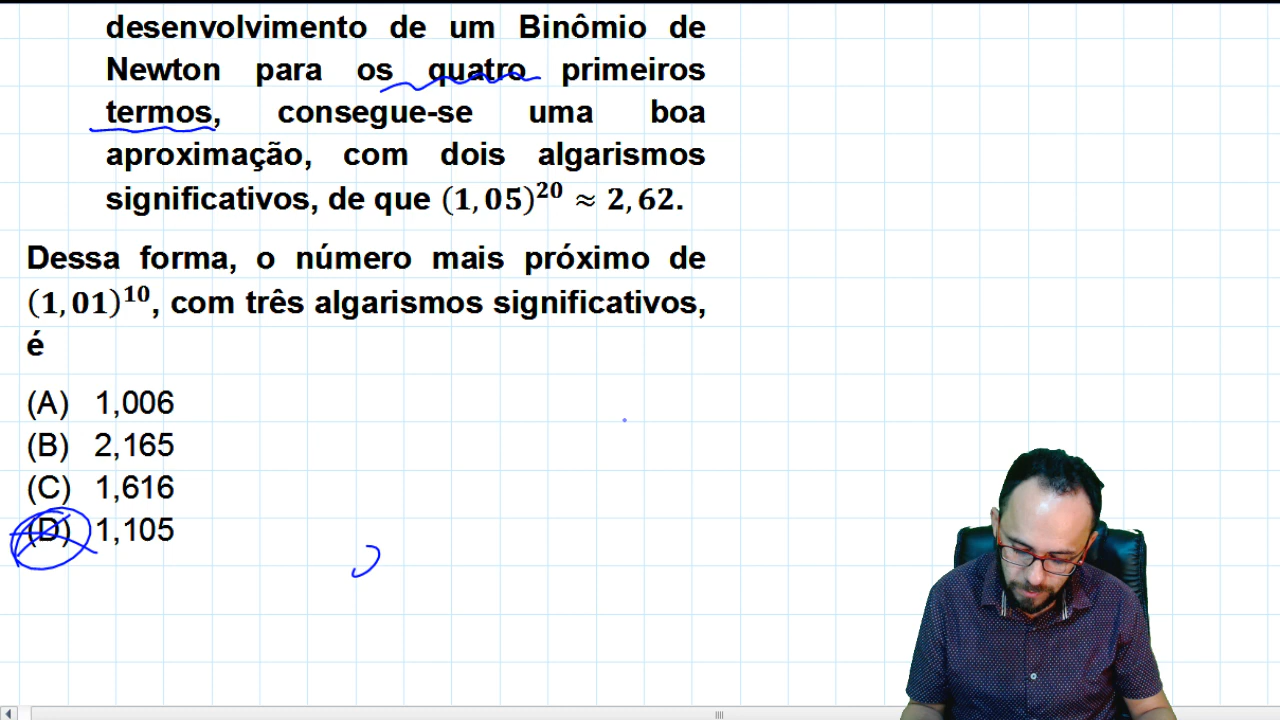 desenvolvimento de um Binômio de
Newton para os quatro primeiros
termos, consegue-se uma boa
aproximação, com dois algarismos
significativos, de que (1,05)²⁰ ≈ 2,62.
Dessa forma, o número mais próximo de
(1,01)¹⁰, com três algarismos significativos,
é
(A) 1,006
(B) 2,165
(C) 1,616
(D) 1,105